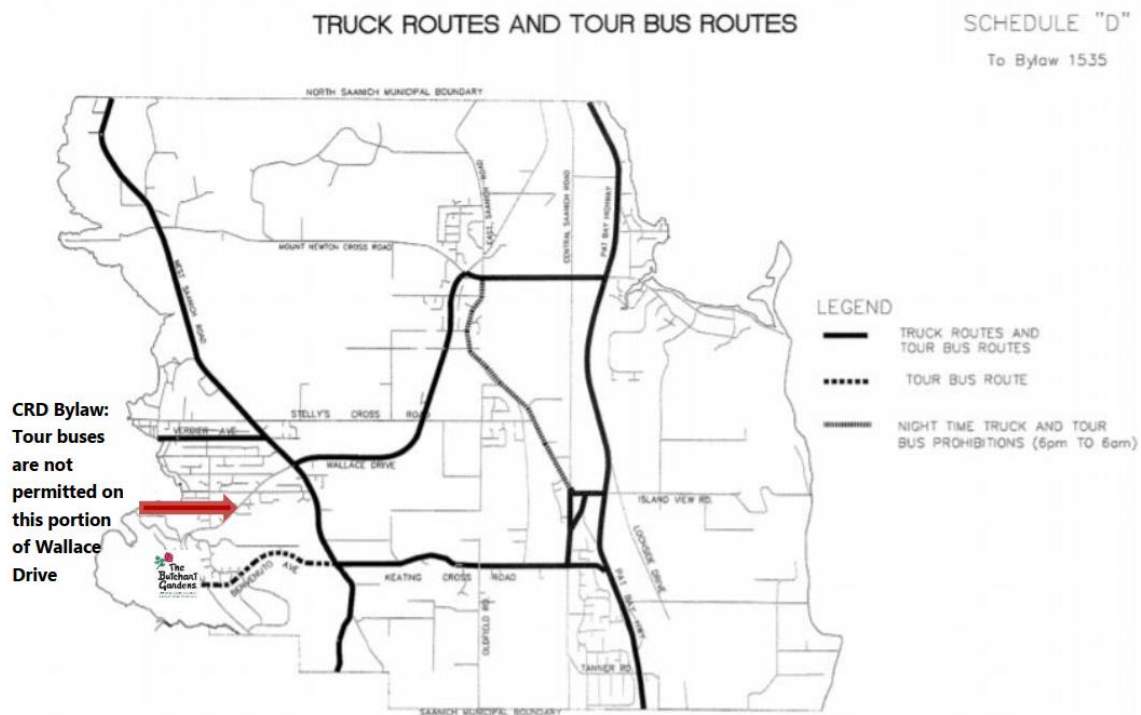 TRUCK ROUTES AND TOUR BUS ROUTES
SCHEDULE "D"
To Bylaw 1535
NORTH SAANICH MUNICIPAL BOUNDARY
EAST SAANICH ROAD
CENTRAL SAANICH ROAD
PAT BAY HIGHWAY
MOUNT NEWTON CROSS ROAD
WEST SAANICH ROAD
LEGEND
TRUCK ROUTES AND
TOUR BUS ROUTES
TOUR BUS ROUTE
NIGHT TIME TRUCK AND TOUR
BUS PROHIBITIONS (6pm TO 6am)
CRD Bylaw:
Tour buses
are not
permitted on
this portion
of Wallace
Drive
STELLY'S CROSS ROAD
VERDIER AVE
WALLACE DRIVE
ISLAND VIEW RD.
LOCHSIDE DRIVE
The
Butchart
Gardens
BENVENUTO AVE
KEATING CROSS ROAD
OLDFIELD RD.
PAT BAY HWY.
TANNER RD.
SAANICH MUNICIPAL BOUNDARY